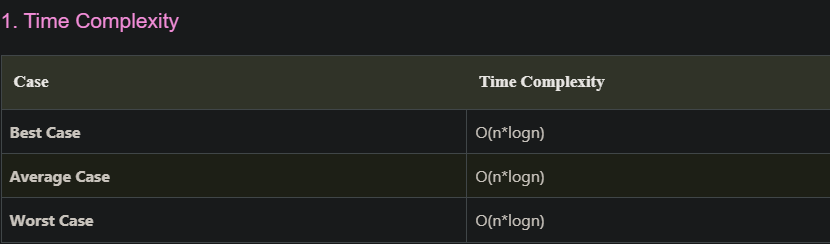 1. Time Complexity
Case Time Complexity
Best Case O(n*logn)
Average Case O(n*logn)
Worst Case O(n*logn)